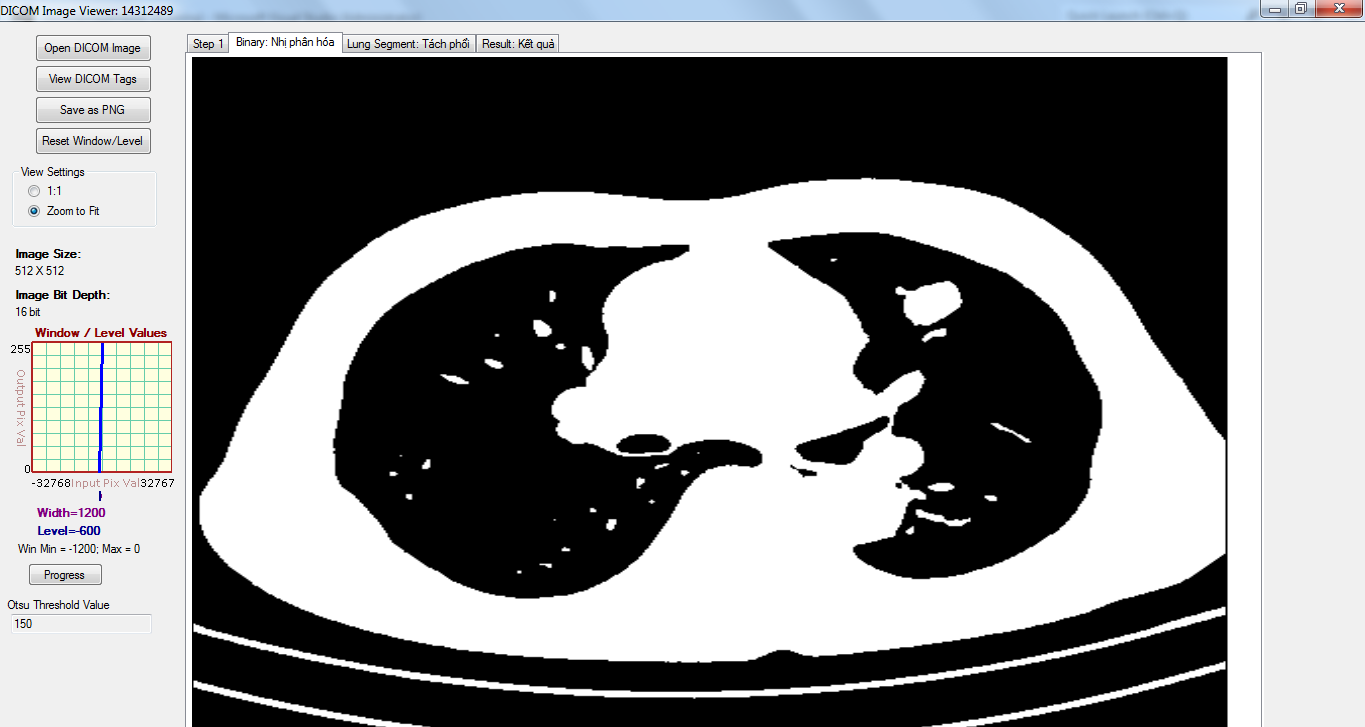 DICOM Image Viewer: 14312489
Open DICOM Image
View DICOM Tags
Save as PNG
Reset Window/Level
View Settings
1:1
Zoom to Fit
Image Size:
512 X 512
Image Bit Depth:
16 bit
Window / Level Values
255
Output Pix Val
0
-32768 Input Pix Val 32767
Width=1200
Level=-600
Win Min = -1200; Max = 0
Progress
Otsu Threshold Value
150
Step 1
Binary: Nhị phân hóa
Lung Segment: Tách phổi
Result: Kết quả